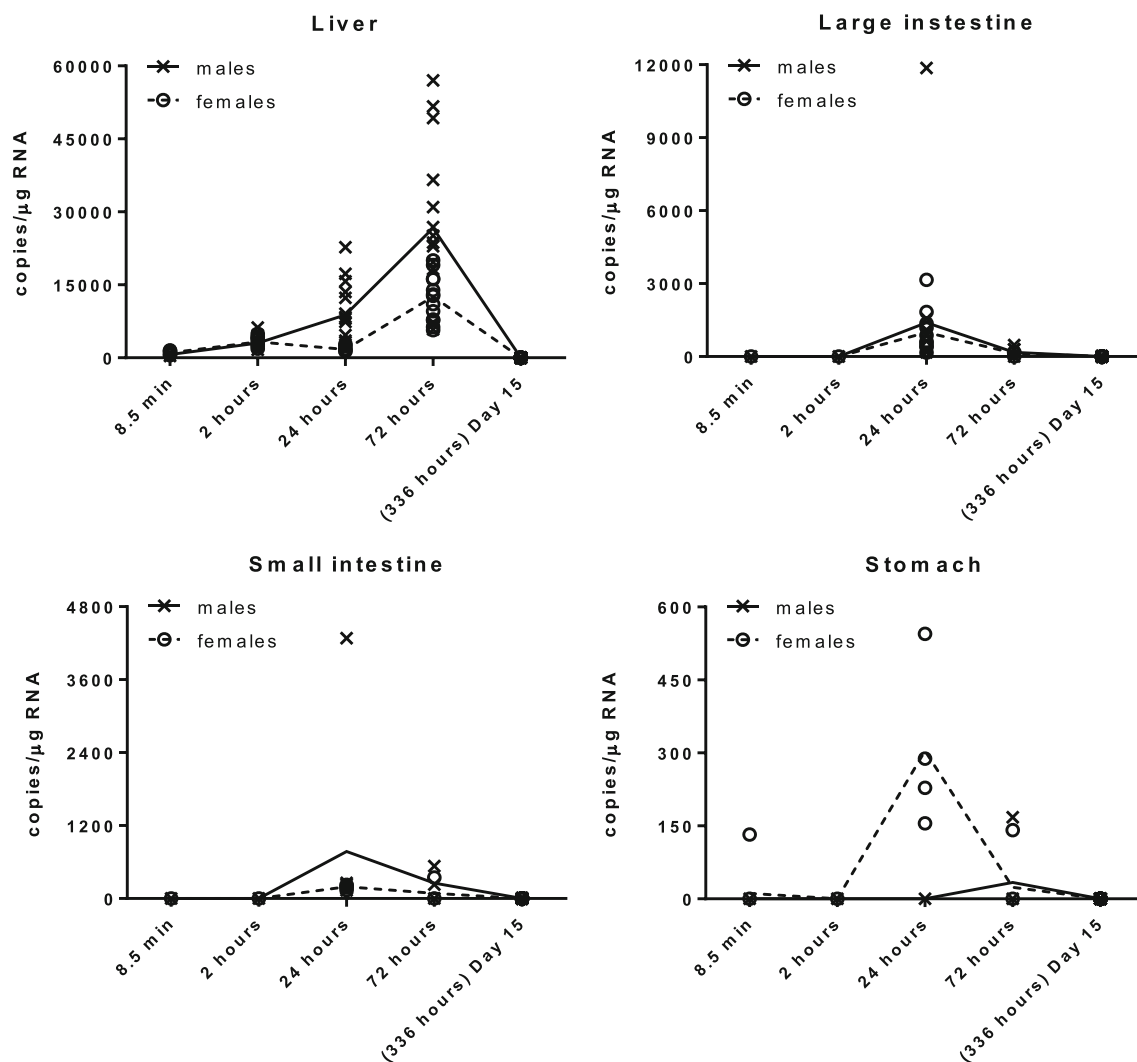 Liver
60000
45000
30000
15000
0
copies/µg RNA
males
females
8.5 min
2 hours
24 hours
72 hours
(336 hours) Day 15
Large instestine
12000
9000
6000
3000
0
copies/µg RNA
males
females
8.5 min
2 hours
24 hours
72 hours
(336 hours) Day 15
Small intestine
4800
3600
2400
1200
0
copies/µg RNA
males
females
8.5 min
2 hours
24 hours
72 hours
(336 hours) Day 15
Stomach
600
450
300
150
0
copies/µg RNA
males
females
8.5 min
2 hours
24 hours
72 hours
(336 hours) Day 15